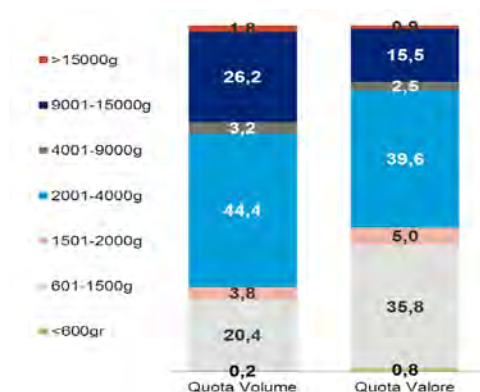 >15000g
9001-15000g
4001-9000g
2001-4000g
1501-2000g
601-1500g
<600gr
1,8
26,2
3,2
44,4
3,8
20,4
0,2
Quota Volume
0,9
15,5
2,5
39,6
5,0
35,8
0,8
Quota Valore